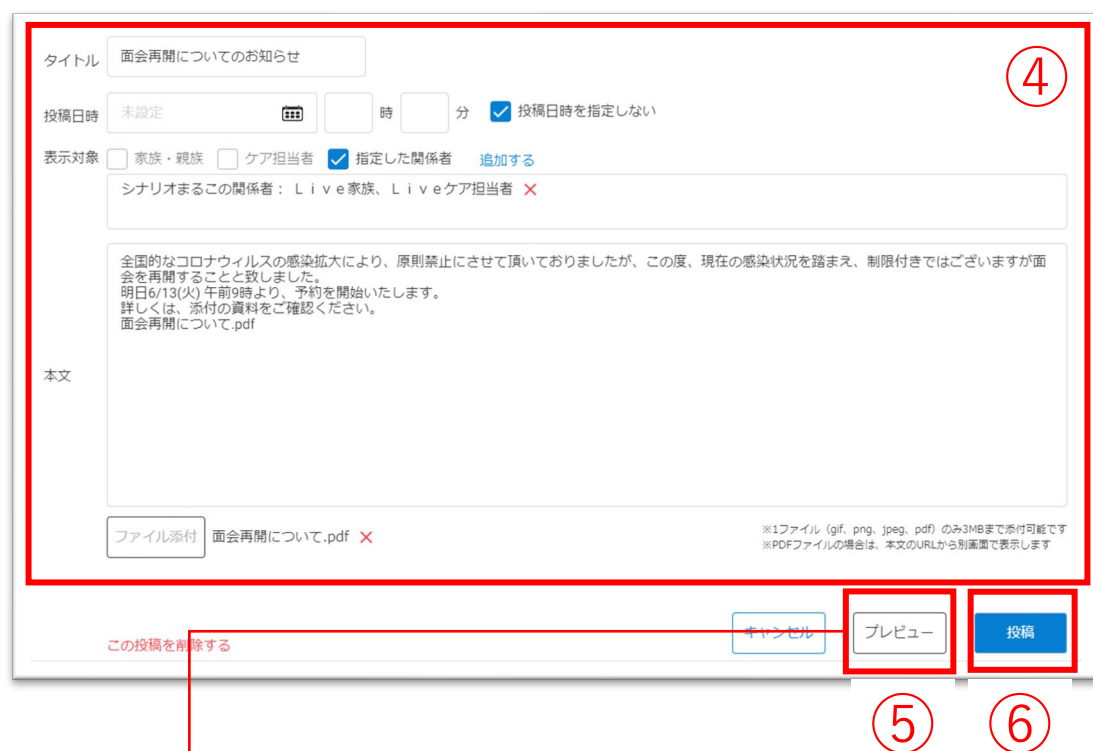 タイトル 面会再開についてのお知らせ
④
投稿日時 未設定 時 分 投稿日時を指定しない
表示対象 家族・親族 ケア担当者 指定した関係者 追加する
シナリオまるこの関係者： Ｌｉｖｅ家族、Ｌｉｖｅケア担当者 ×
全国的なコロナウィルスの感染拡大により、原則禁止にさせて頂いておりましたが、この度、現在の感染状況を踏まえ、制限付きではございますが面
会を再開することと致しました。
明日6/13(火) 午前9時より、予約を開始いたします。
詳しくは、添付の資料をご確認ください。
面会再開について.pdf
本文
ファイル添付 面会再開について.pdf ×
※1ファイル（gif、png、jpeg、pdf）のみ3MBまで添付可能です
※PDFファイルの場合は、本文のURLから別画面で表示します
この投稿を削除する キャンセル プレビュー 投稿
⑤ ⑥